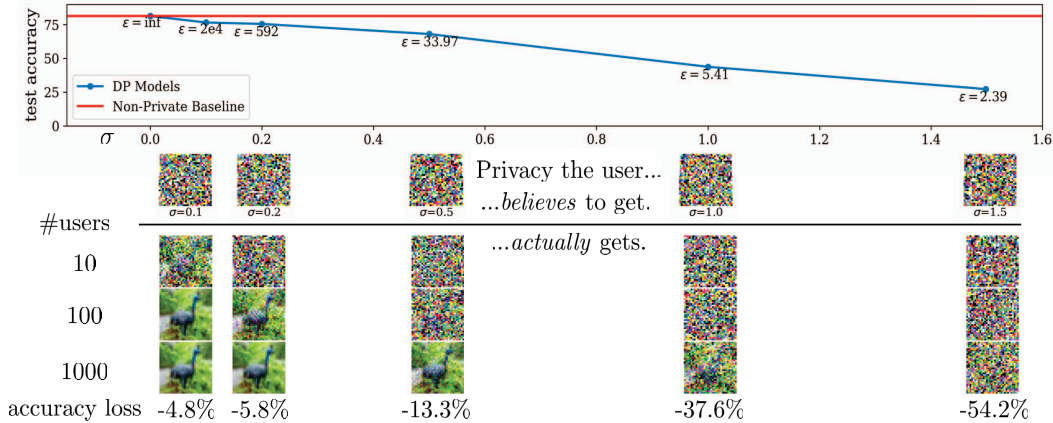 test accuracy
75
50
25
0
ε = inf
ε = 2e4
ε = 592
ε = 33.97
ε = 5.41
ε = 2.39
DP Models
Non-Private Baseline
σ 0.0 0.2 0.4 0.6 0.8 1.0 1.2 1.4 1.6
Privacy the user...
...believes to get.
σ=0.1 σ=0.2 σ=0.5 σ=1.0 σ=1.5
#users
...actually gets.
10
100
1000
accuracy loss -4.8% -5.8% -13.3% -37.6% -54.2%